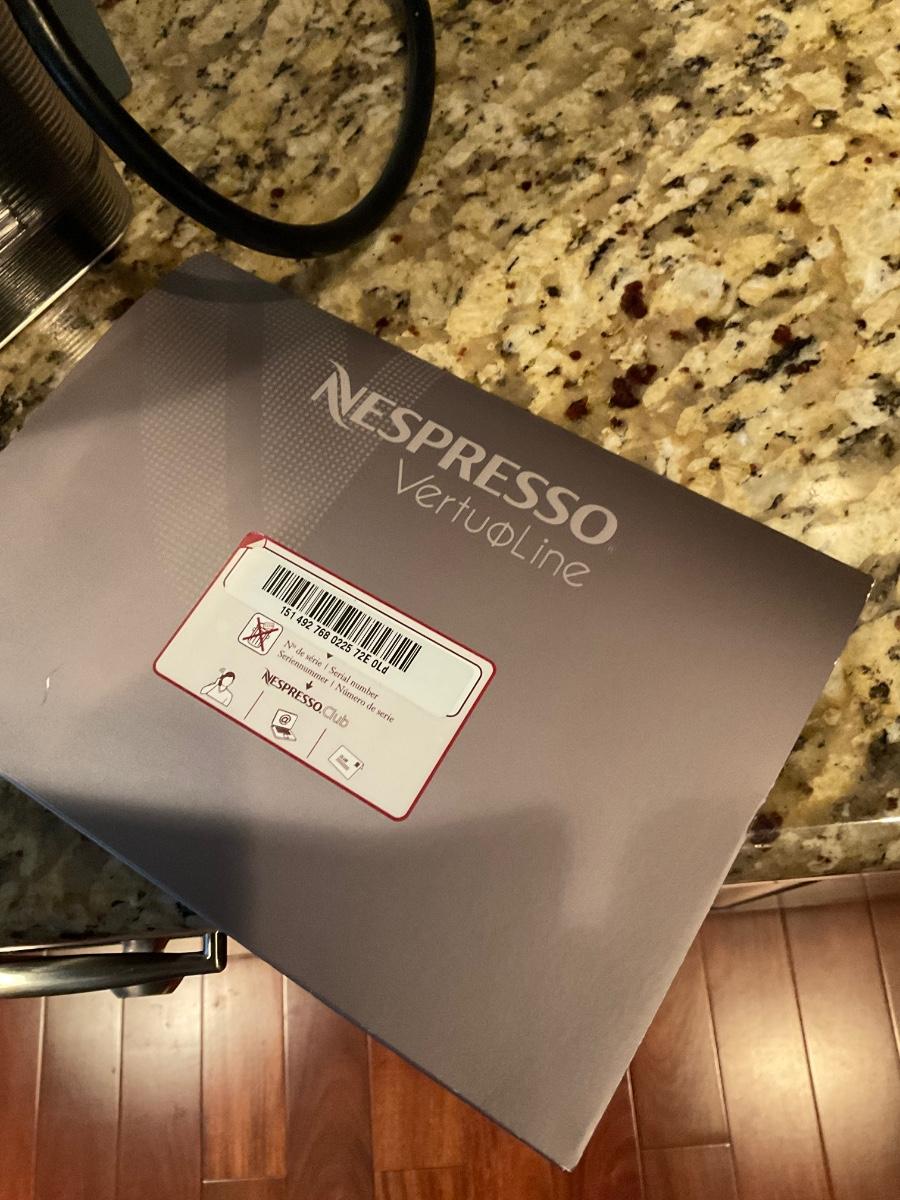 NESPRESSO
VertuoLine
151 492 768 0225 72E 0Ld
N° de série | Serial number
Seriennummer | Número de serie
NESPRESSO. Club
@